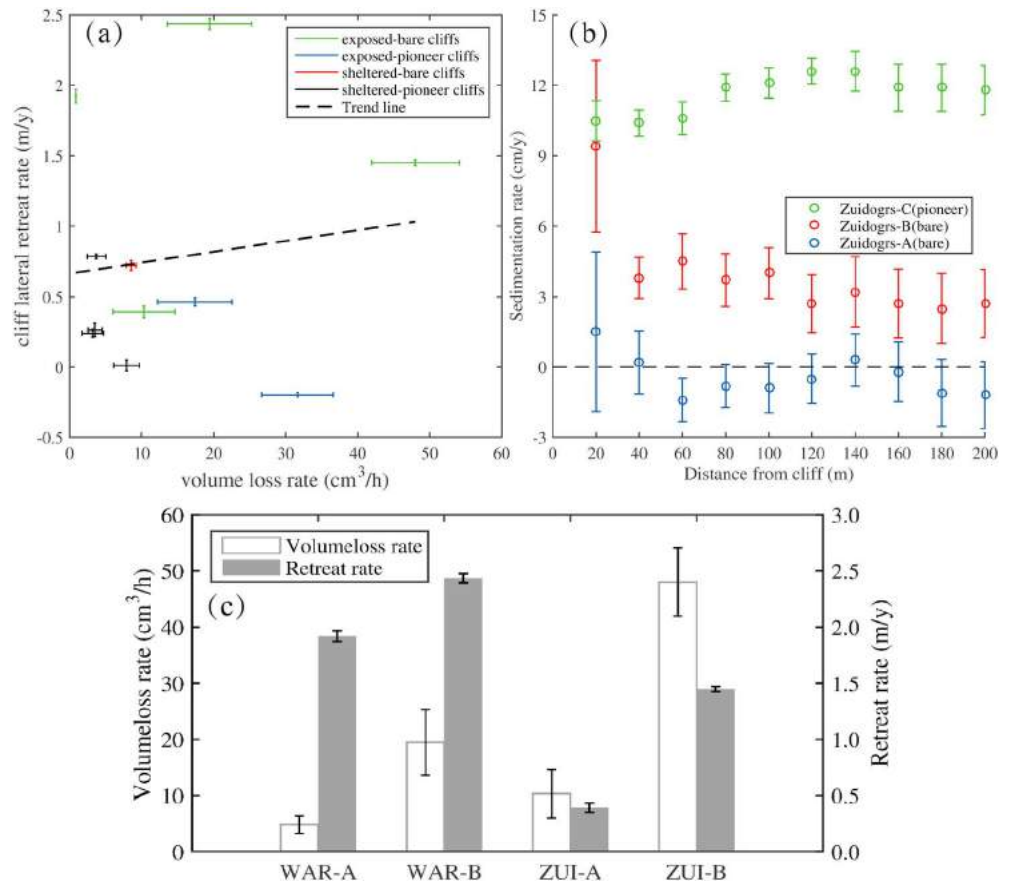 (a)
2.5
2
1.5
1
0.5
0
-0.5
cliff lateral retreat rate (m/y)
exposed-bare cliffs
exposed-pioneer cliffs
sheltered-bare cliffs
sheltered-pioneer cliffs
Trend line
0 10 20 30 40 50 60
volume loss rate (cm³/h)
(b)
15
12
9
6
3
0
-3
Sedimentation rate (cm/y)
Zuidogrs-C(pioneer)
Zuidogrs-B(bare)
Zuidogrs-A(bare)
0 20 40 60 80 100 120 140 160 180 200
Distance from cliff (m)
(c)
60
50
40
30
20
10
0
Volumeloss rate (cm³/h)
Volumeloss rate
Retreat rate
3.0
2.5
2.0
1.5
1.0
0.5
0
Retreat rate (m/y)
WAR-A WAR-B ZUI-A ZUI-B